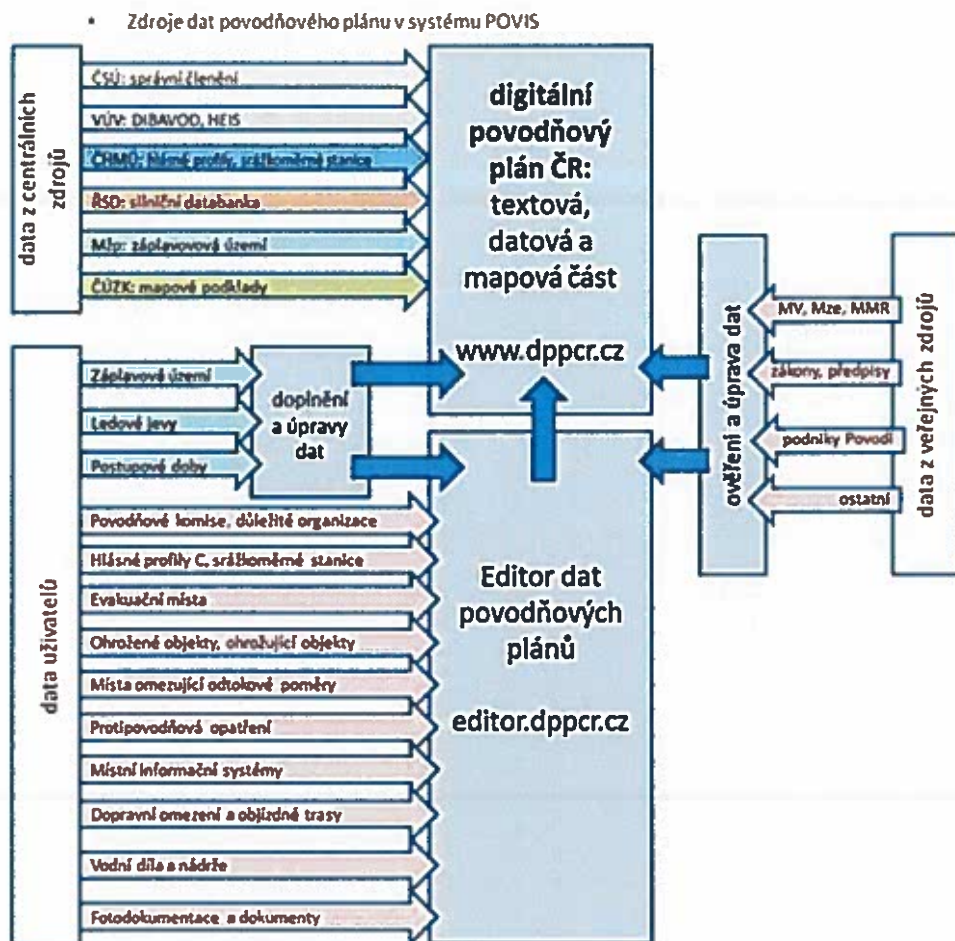 • Zdroje dat povodňového plánu v systému POVIS
data z centrálních
zdrojů
ČSÚ: správní členění
VÚV: DIBAVOD, HEIS
ČHMÚ: hlásné profily, srážkoměrné stanice
ŘSD: silniční databanka
Mžp: záplavovová území
ČÚZK: mapové podklady
digitální
povodňový
plán ČR:
textová,
datová a
mapová část
www.dppcr.cz
data uživatelů
Záplavové území
Ledové jevy
Postupové doby
doplnění
a úpravy
dat
Povodňové komise, důležité organizace
Hlásné profily C, srážkoměrné stanice
Evakuační místa
Ohrožené objekty, ohrožující objekty
Místa omezující odtokové poměry
Protipovodňová opatření
Místní informační systémy
Dopravní omezení a objízdné trasy
Vodní díla a nádrže
Fotodokumentace a dokumenty
Editor dat
povodňových
plánů
editor.dppcr.cz
ověření a úprava dat
MV, Mze, MMR
zákony, předpisy
podniky Povodí
ostatní
data z veřejných zdrojů